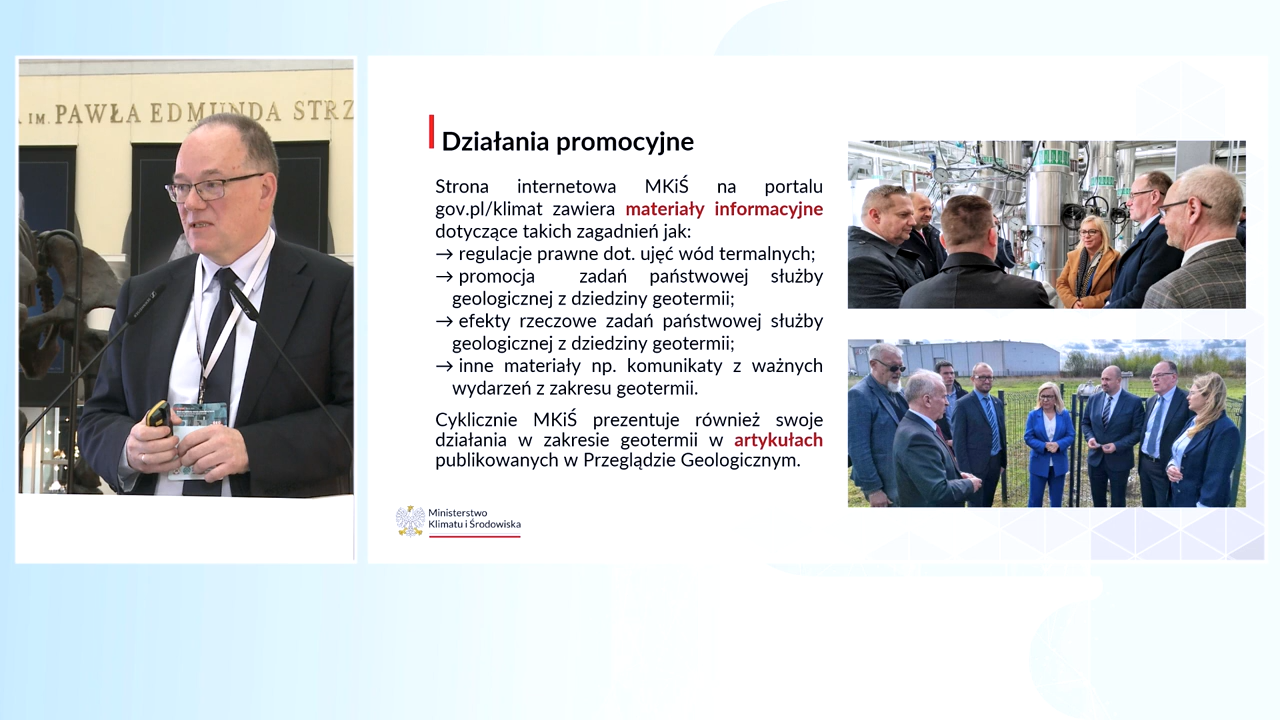 IM. PAWŁA EDMUNDA STRZ
Działania promocyjne
Strona internetowa MKiŚ na portalu
gov.pl/klimat zawiera materiały informacyjne
dotyczące takich zagadnień jak:
→ regulacje prawne dot. ujęć wód termalnych;
→ promocja zadań państwowej służby
geologicznej z dziedziny geotermii;
→ efekty rzeczowe zadań państwowej służby
geologicznej z dziedziny geotermii;
→ inne materiały np. komunikaty z ważnych
wydarzeń z zakresu geotermii.
Cyklicznie MKiŚ prezentuje również swoje
działania w zakresie geotermii w artykułach
publikowanych w Przeglądzie Geologicznym.
Ministerstwo
Klimatu i Środowiska